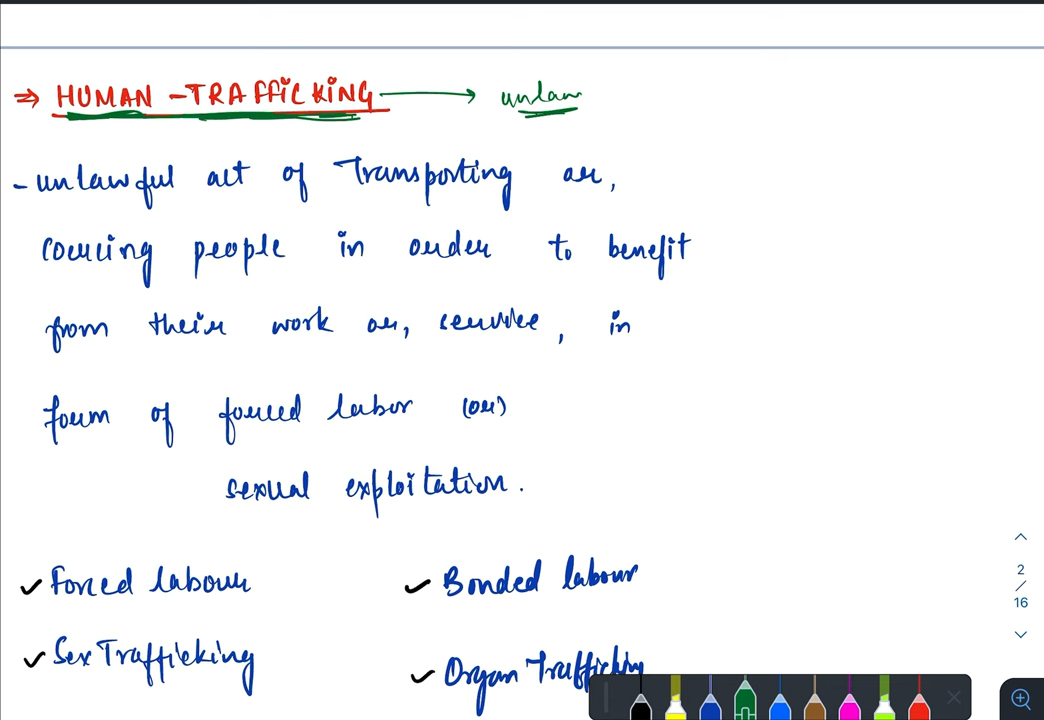 ⇒ HUMAN - TRAFFICKING → unlaw
- unlawful act of Transporting or,
coercing people in order to benefit
from their work or, service, in
form of forced labor (or)
sexual exploitation.
✓ Forced labour ✓ Bonded labour
✓ Sex Trafficking ✓ Organ Trafficking
2
/
16